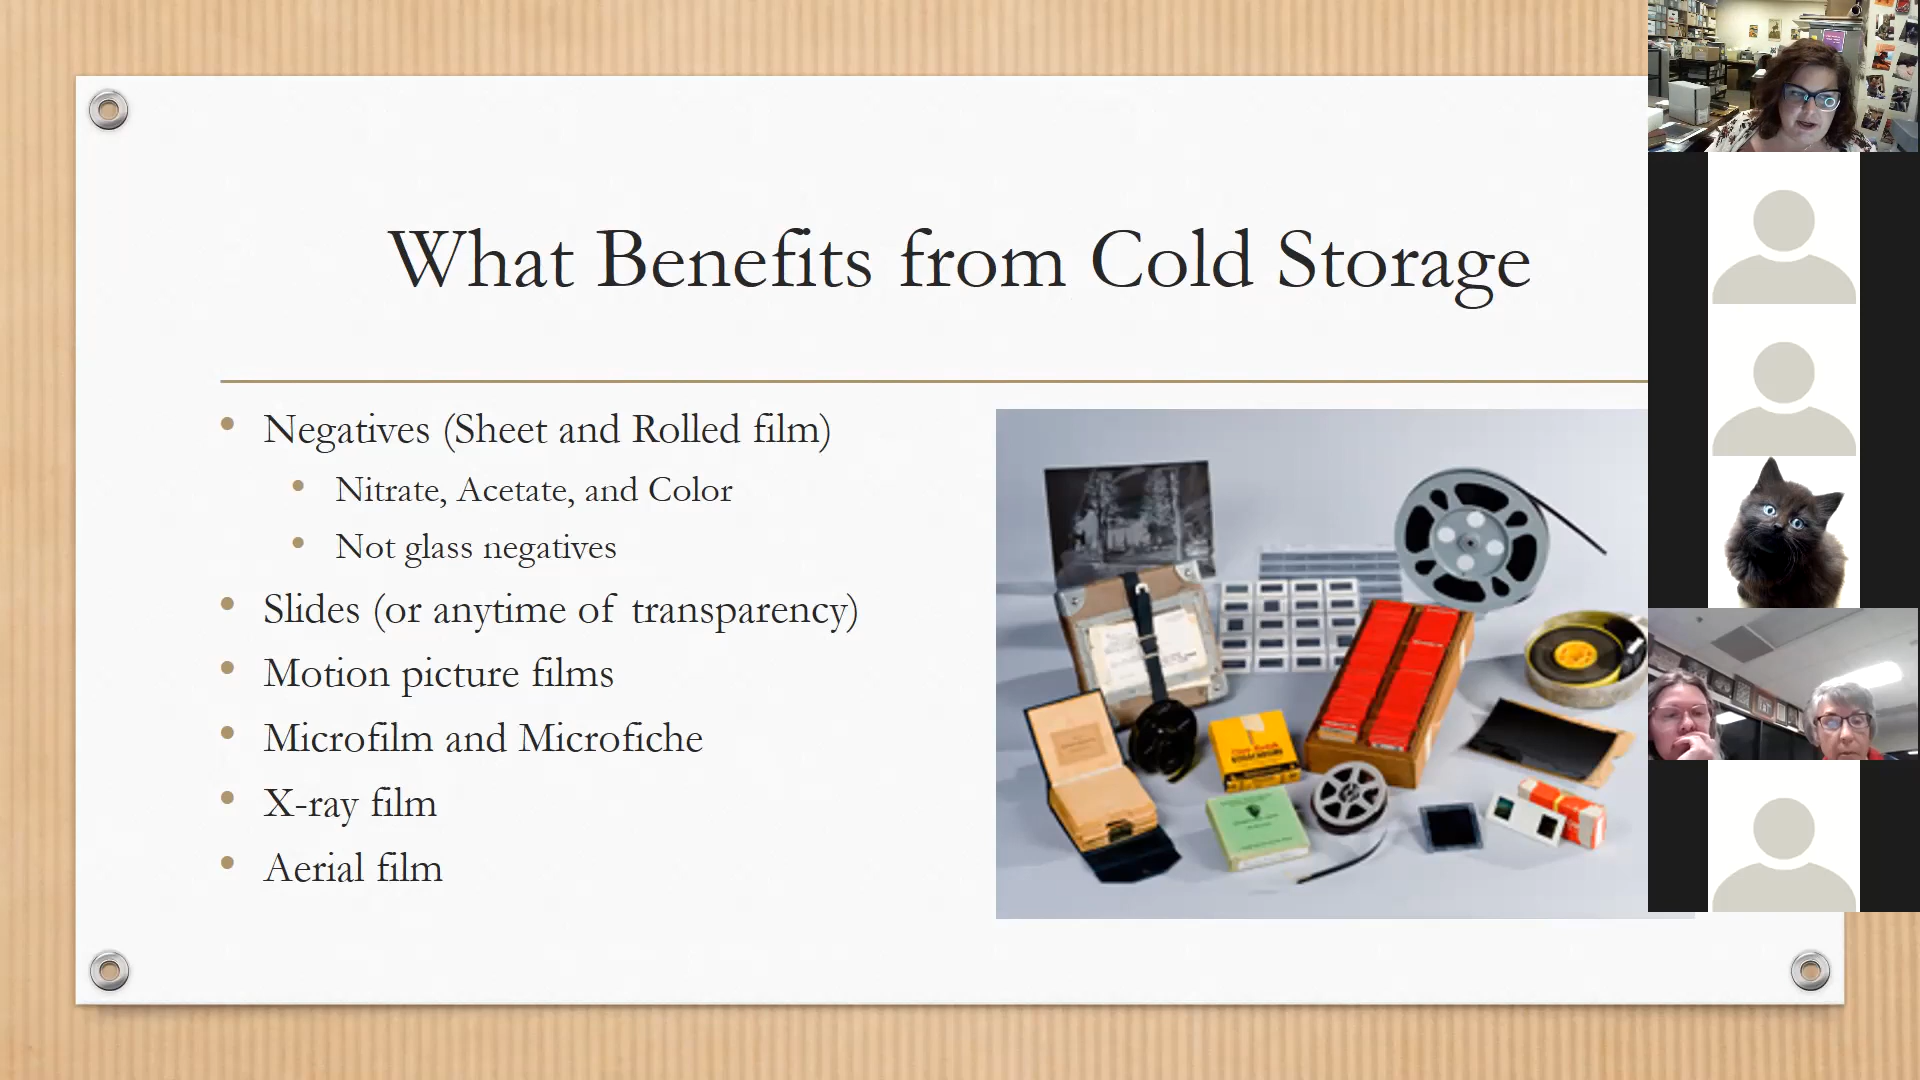 What Benefits from Cold Storage
Negatives (Sheet and Rolled film)
Nitrate, Acetate, and Color
Not glass negatives
Slides (or anytime of transparency)
Motion picture films
Microfilm and Microfiche
X-ray film
Aerial film